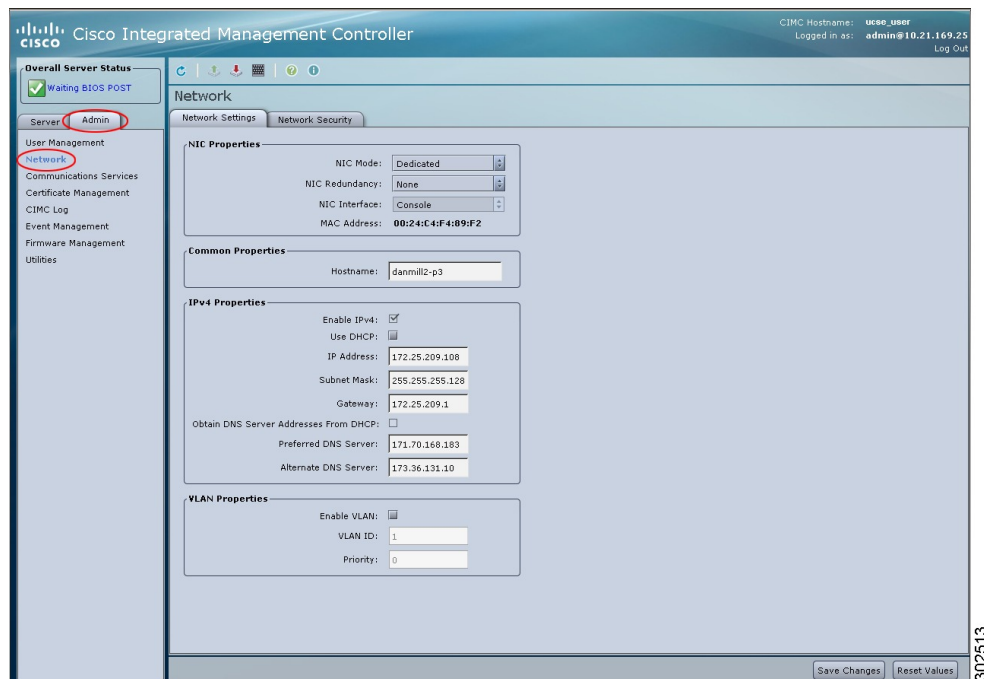 CISCO
Cisco Integrated Management Controller
CIMC Hostname: ucse_user
Logged in as: admin@10.21.169.25
Log Out
Overall Server Status
Waiting BIOS POST
Server Admin
User Management
Network
Communications Services
Certificate Management
CIMC Log
Event Management
Firmware Management
Utilities
Network
Network Settings Network Security
NIC Properties
NIC Mode: Dedicated
NIC Redundancy: None
NIC Interface: Console
MAC Address: 00:24:C4:F4:89:F2
Common Properties
Hostname: danmill2-p3
IPv4 Properties
Enable IPv4:
Use DHCP:
IP Address: 172.25.209.108
Subnet Mask: 255.255.255.128
Gateway: 172.25.209.1
Obtain DNS Server Addresses From DHCP:
Preferred DNS Server: 171.70.168.183
Alternate DNS Server: 173.36.131.10
VLAN Properties
Enable VLAN:
VLAN ID: 1
Priority: 0
Save Changes Reset Values
302513